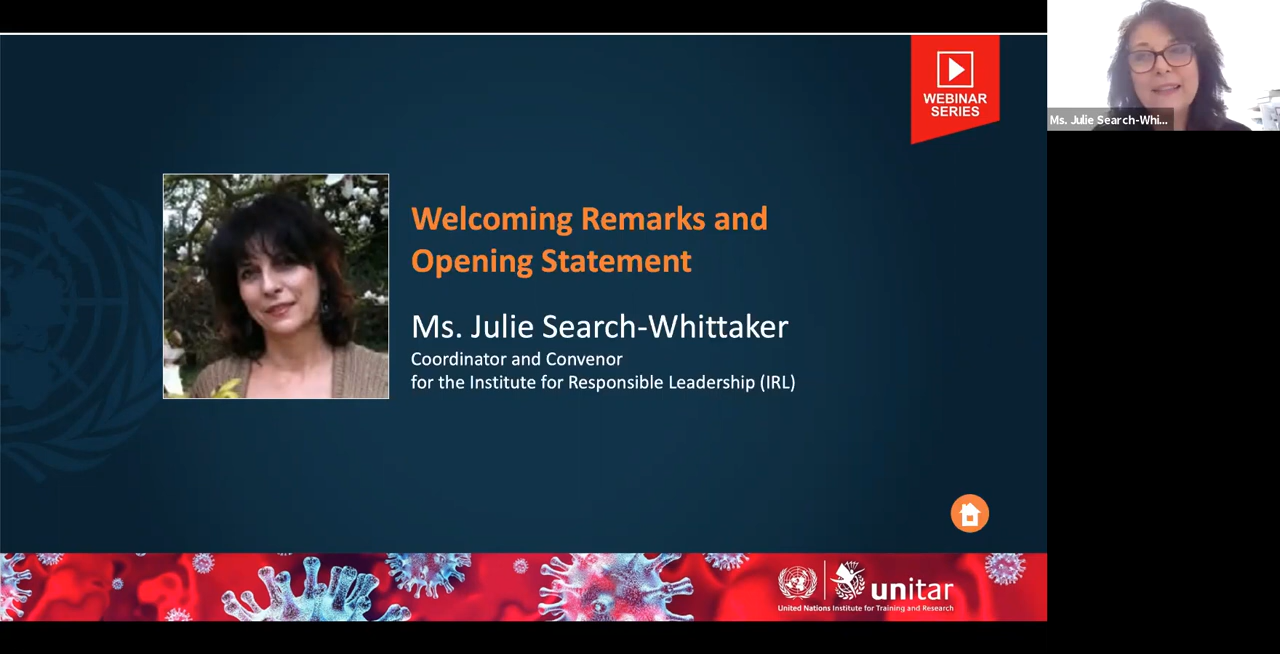 WEBINAR
SERIES
Ms. Julie Search-Whi...
Welcoming Remarks and
Opening Statement
Ms. Julie Search-Whittaker
Coordinator and Convenor
for the Institute for Responsible Leadership (IRL)
unitar
United Nations Institute for Training and Research